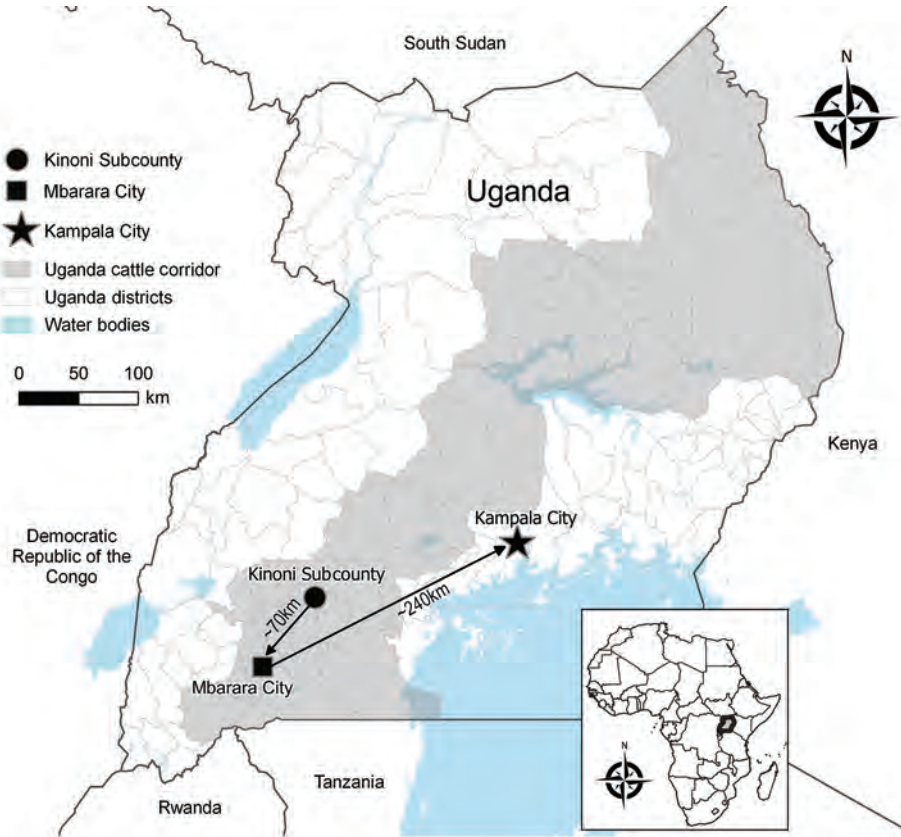 South Sudan
N
Kinoni Subcounty
Mbarara City
Kampala City
Uganda cattle corridor
Uganda districts
Water bodies
0 50 100
km
Uganda
Kenya
Democratic
Republic of the
Congo
Kampala City
Kinoni Subcounty
~70km
~240km
Mbarara City
Tanzania
Rwanda
N